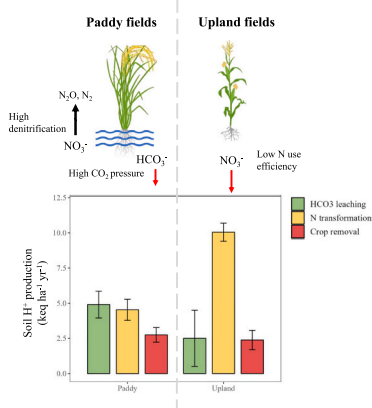 Paddy fields
Upland fields
N₂O, N₂
High
denitrification
NO₃⁻
HCO₃⁻
High CO₂ pressure
NO₃⁻
Low N use
efficiency
Soil H⁺ production
(keq ha⁻¹ yr⁻¹)
12.5
10.0
7.5
5.0
2.5
0.0
Paddy
Upland
HCO3 leaching
N transformation
Crop removal